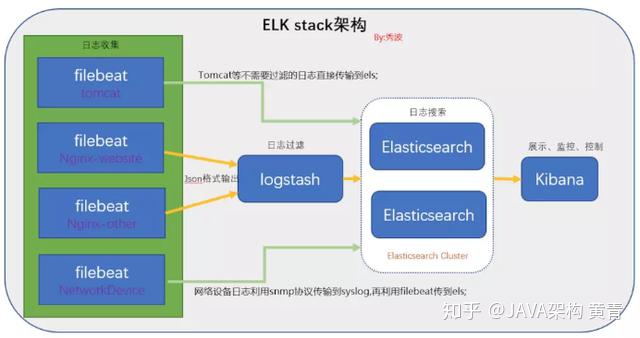 ELK stack架构
By:秀波
日志收集
filebeat
tomcat
Tomcat等不需要过滤的日志直接传输到els;
filebeat
Nginx-website
Json格式输出
filebeat
Nginx-other
日志过滤
logstash
日志搜索
Elasticsearch
Elasticsearch
Elasticsearch Cluster
展示、监控、控制
Kibana
filebeat
NetworkDevice
网络设备日志利用snmp协议传输到syslog,再利用filebeat传到els;
知乎 @JAVA架构 黄青